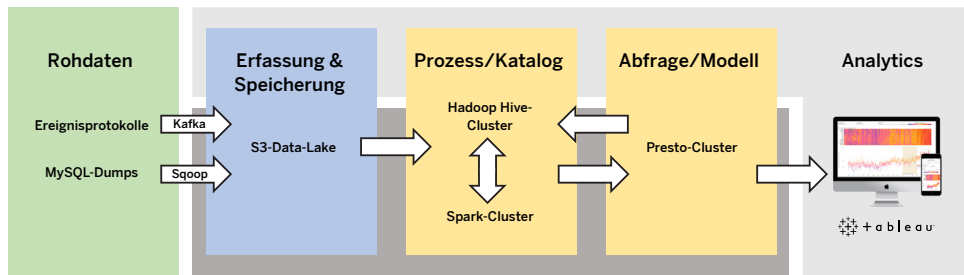 Rohdaten
Ereignisprotokolle
Kafka
MySQL-Dumps
Sqoop
Erfassung &
Speicherung
S3-Data-Lake
Prozess/Katalog
Hadoop Hive-
Cluster
Spark-Cluster
Abfrage/Modell
Presto-Cluster
Analytics
+ableau